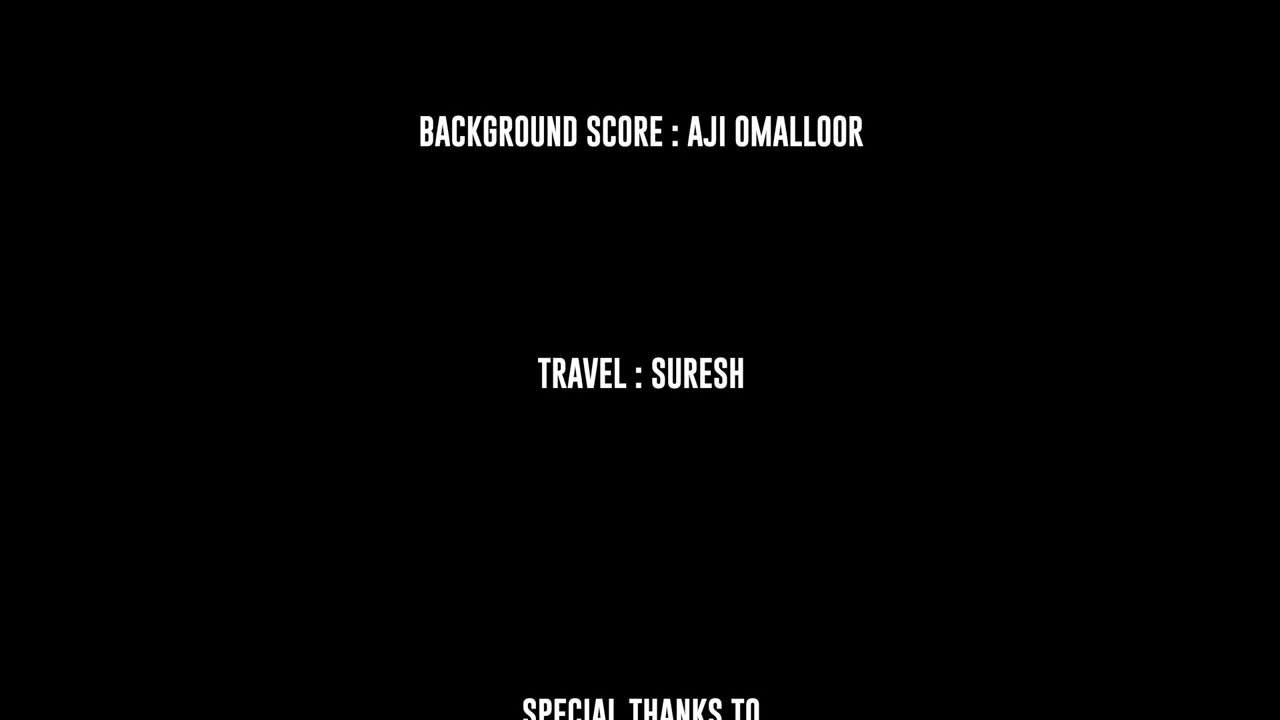 BACKGROUND SCORE : AJI OMALLOOR
TRAVEL : SURESH
SPECIAL THANKS TO